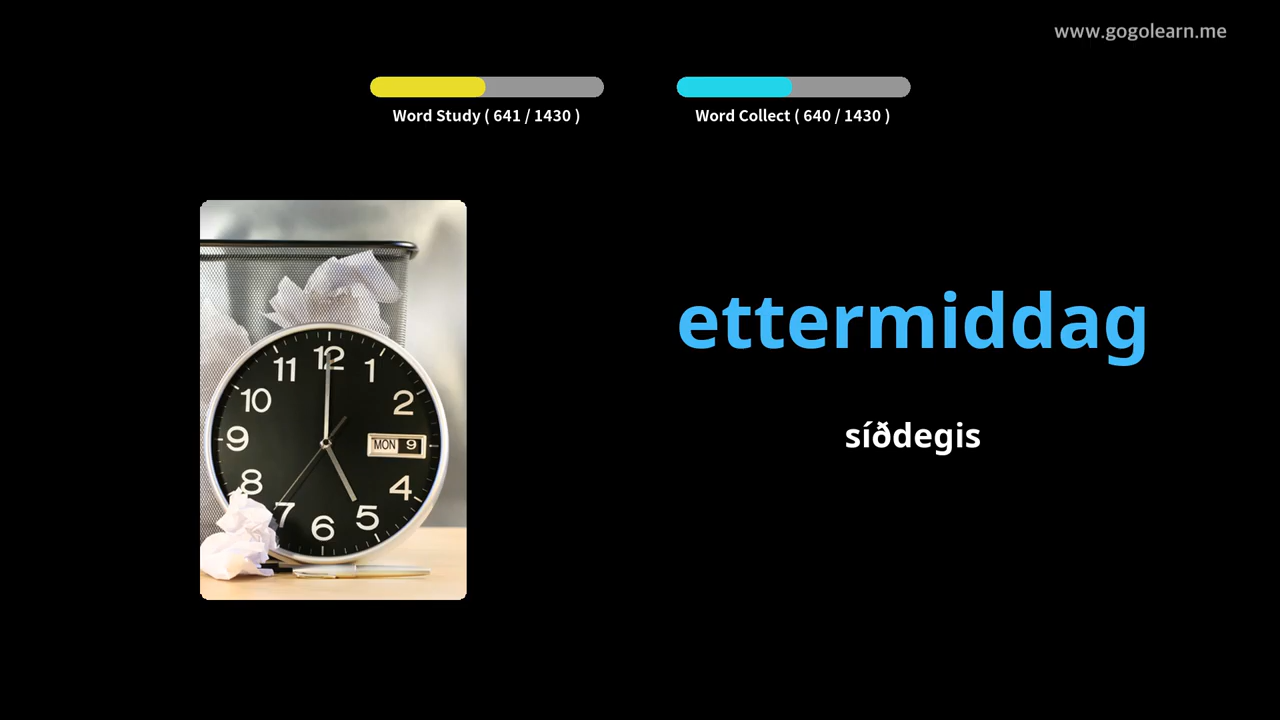 www.gogolearn.me
Word Study ( 641 / 1430 )
Word Collect ( 640 / 1430 )
ettermiddag
síðdegis
12
11
1
10
2
9
MON 9
8
4
7
5
6